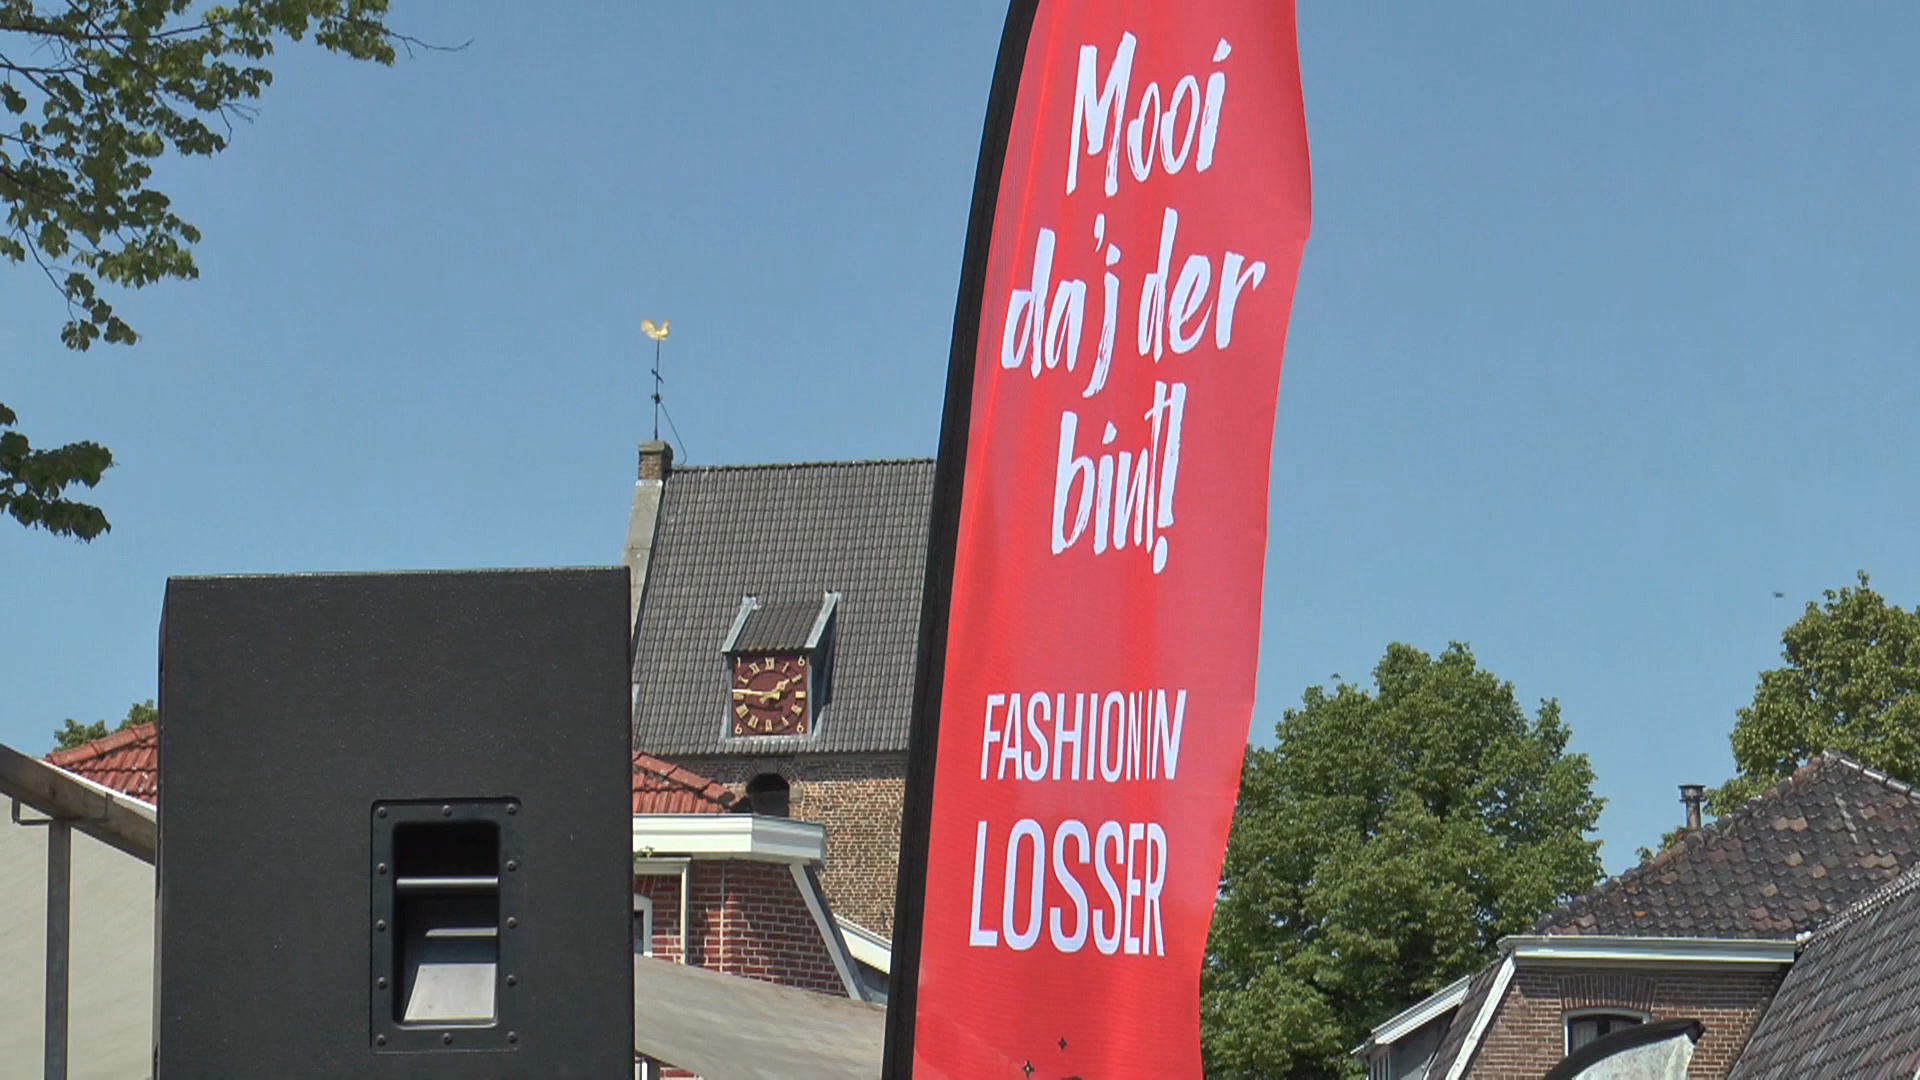 Mooi
da'j der
bint!
FASHION IN
LOSSER